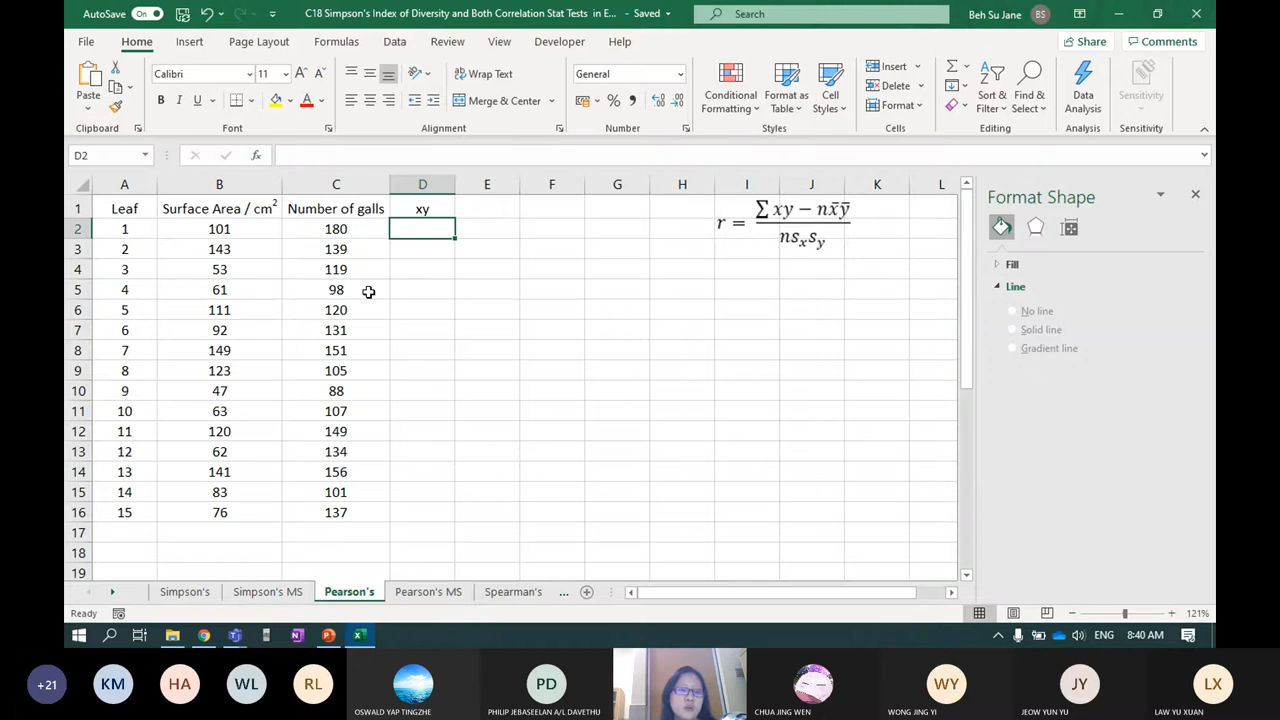 AutoSave On C18 Simpson's Index of Diversity and Both Correlation Stat Tests in E... - Saved Search Beh Su Jane BS
File Home Insert Page Layout Formulas Data Review View Developer Help Share Comments
Paste Calibri 11 Wrap Text General Conditional Formatting Format as Table Cell Styles Insert Sort & Filter Find & Select Data Analysis Sensitivity
B I U Merge & Center Delete
Format
Clipboard Font Alignment Number Styles Cells Editing Analysis Sensitivity
D2 fx
A B C D E F G H I J K L
1 Leaf Surface Area / cm² Number of galls xy
2 1 101 180
3 2 143 139
4 3 53 119
5 4 61 98
6 5 111 120
7 6 92 131
8 7 149 151
9 8 123 105
10 9 47 88
11 10 63 107
12 11 120 149
13 12 62 134
14 13 141 156
15 14 83 101
16 15 76 137
17
18
19
r = (∑ xy − nx̄ȳ) / (ns_x s_y)
Format Shape
Fill
Line
No line
Solid line
Gradient line
Simpson's Simpson's MS Pearson's Pearson's MS Spearman's ...
Ready 121%
ENG 8:40 AM
+21 KM HA WL RL OSWALD YAP TINGZHE PD PHILIP JEBASEELAN A/L DAVETHU CHUA JING WEN WY WONG JING YI JY JEOW YUN YU LX LAW YU XUAN